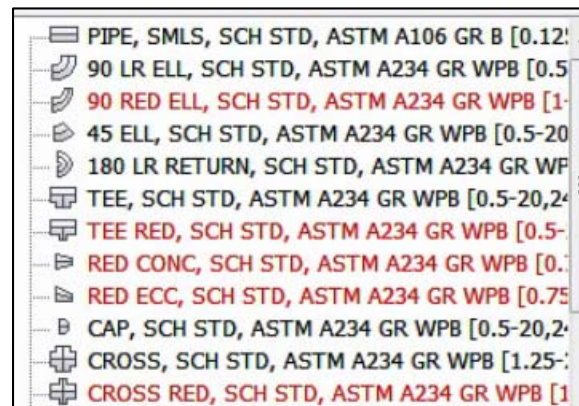 PIPE, SMLS, SCH STD, ASTM A106 GR B [0.125
90 LR ELL, SCH STD, ASTM A234 GR WPB [0.5
90 RED ELL, SCH STD, ASTM A234 GR WPB [1-
45 ELL, SCH STD, ASTM A234 GR WPB [0.5-20
180 LR RETURN, SCH STD, ASTM A234 GR WP
TEE, SCH STD, ASTM A234 GR WPB [0.5-20,24
TEE RED, SCH STD, ASTM A234 GR WPB [0.5-
RED CONC, SCH STD, ASTM A234 GR WPB [0.
RED ECC, SCH STD, ASTM A234 GR WPB [0.75
CAP, SCH STD, ASTM A234 GR WPB [0.5-20,2
CROSS, SCH STD, ASTM A234 GR WPB [1.25-
CROSS RED, SCH STD, ASTM A234 GR WPB [1